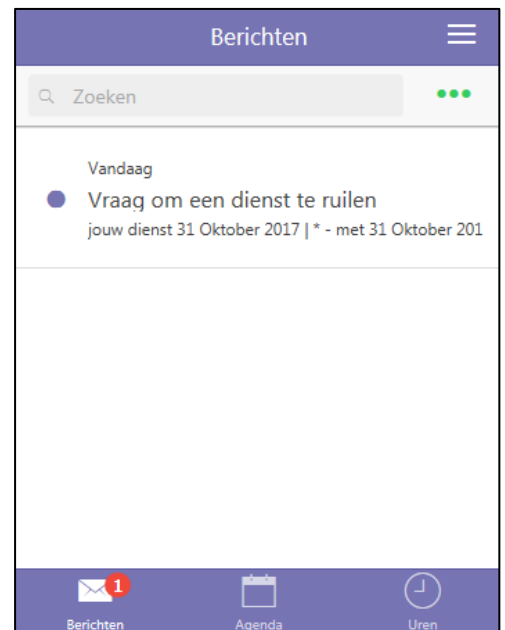 Berichten
Zoeken
Vandaag
Vraag om een dienst te ruilen
jouw dienst 31 Oktober 2017 | * - met 31 Oktober 201
1
Berichten Agenda Uren